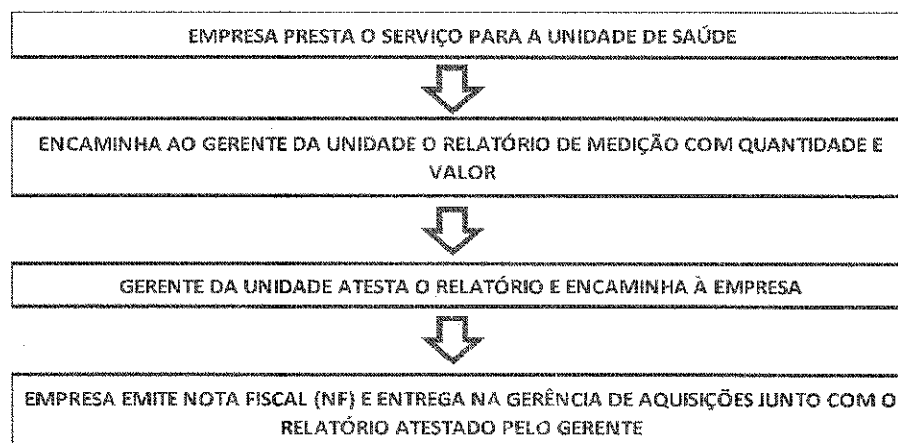 EMPRESA PRESTA O SERVIÇO PARA A UNIDADE DE SAÚDE
ENCAMINHA AO GERENTE DA UNIDADE O RELATÓRIO DE MEDIÇÃO COM QUANTIDADE E
VALOR
GERENTE DA UNIDADE ATESTA O RELATÓRIO E ENCAMINHA À EMPRESA
EMPRESA EMITE NOTA FISCAL (NF) E ENTREGA NA GERÊNCIA DE AQUISIÇÕES JUNTO COM O
RELATÓRIO ATESTADO PELO GERENTE